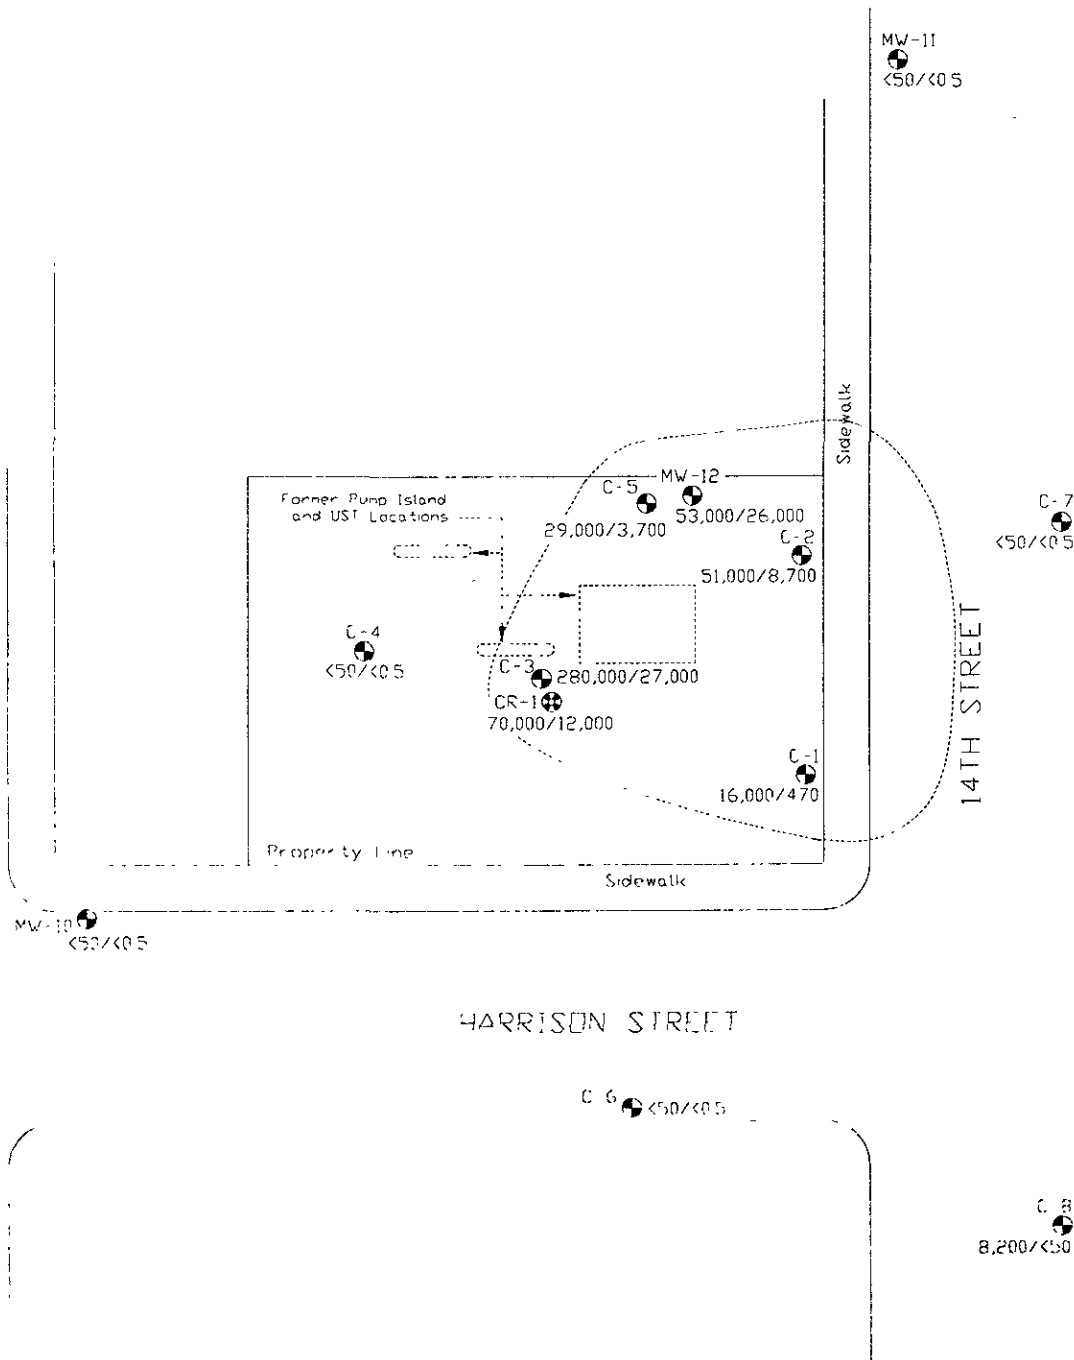 MW-11
<50/<0.5
Sidewalk
MW-12
C-5
Former Pump Island
and UST Locations
53,000/26,000
29,000/3,700
C-7
<50/<0.5
C-2
51,000/8,700
C-4
<50/<0.5
C-3
280,000/27,000
CR-1
70,000/12,000
14TH STREET
C-1
16,000/470
Property Line
Sidewalk
MW-10
<50/<0.5
HARRISON STREET
C 6
<50/<0.5
C 8
8,200/<50